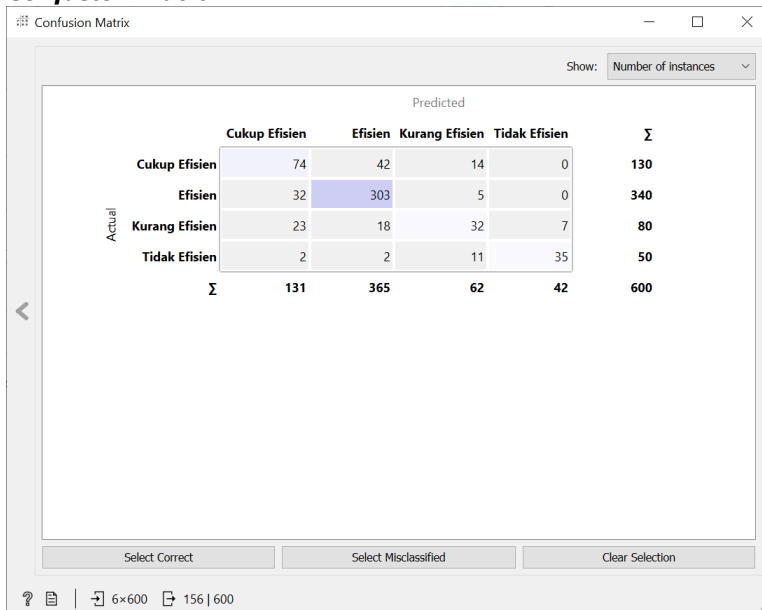 Confusion Matrix
Show: Number of instances
Predicted
Cukup Efisien Efisien Kurang Efisien Tidak Efisien Σ
Cukup Efisien 74 42 14 0 130
Efisien 32 303 5 0 340
Actual
Kurang Efisien 23 18 32 7 80
Tidak Efisien 2 2 11 35 50
Σ 131 365 62 42 600
Select Correct Select Misclassified Clear Selection
? 6×600 156 | 600